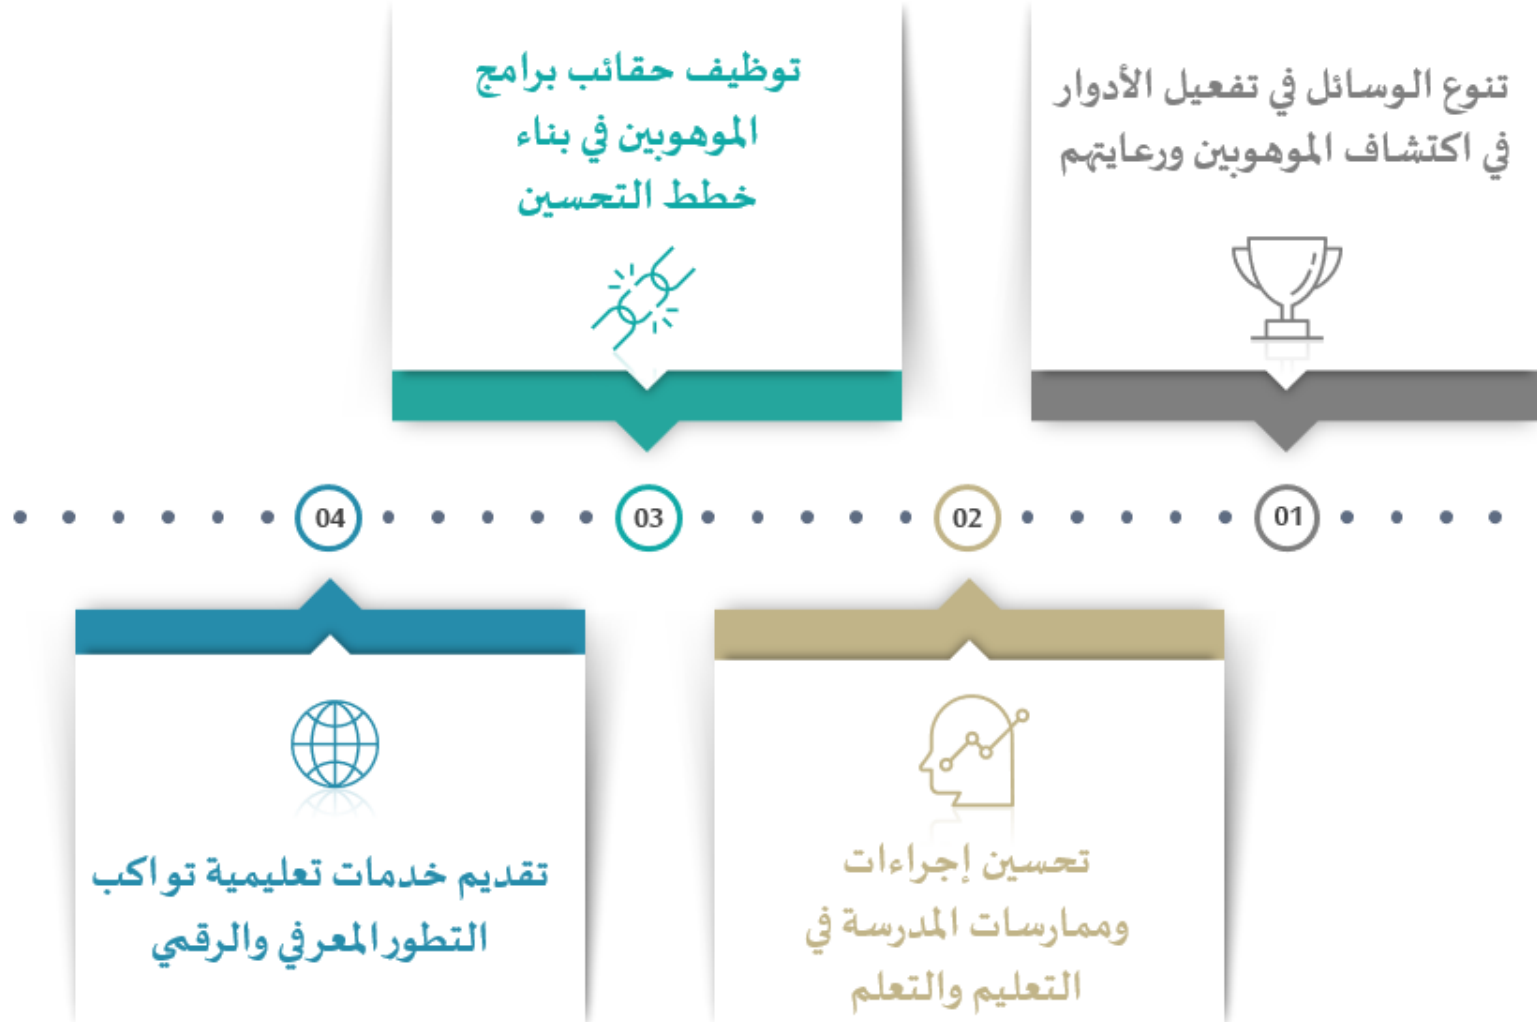 تنوع الوسائل في تفعيل الأدوار
في اكتشاف الموهوبين ورعايتهم
01
02
تحسين إجراءات
وممارسات المدرسة في
التعليم والتعلم
توظيف حقائب برامج
الموهوبين في بناء
خطط التحسين
03
04
تقديم خدمات تعليمية تواكب
التطور المعرفي والرقمي